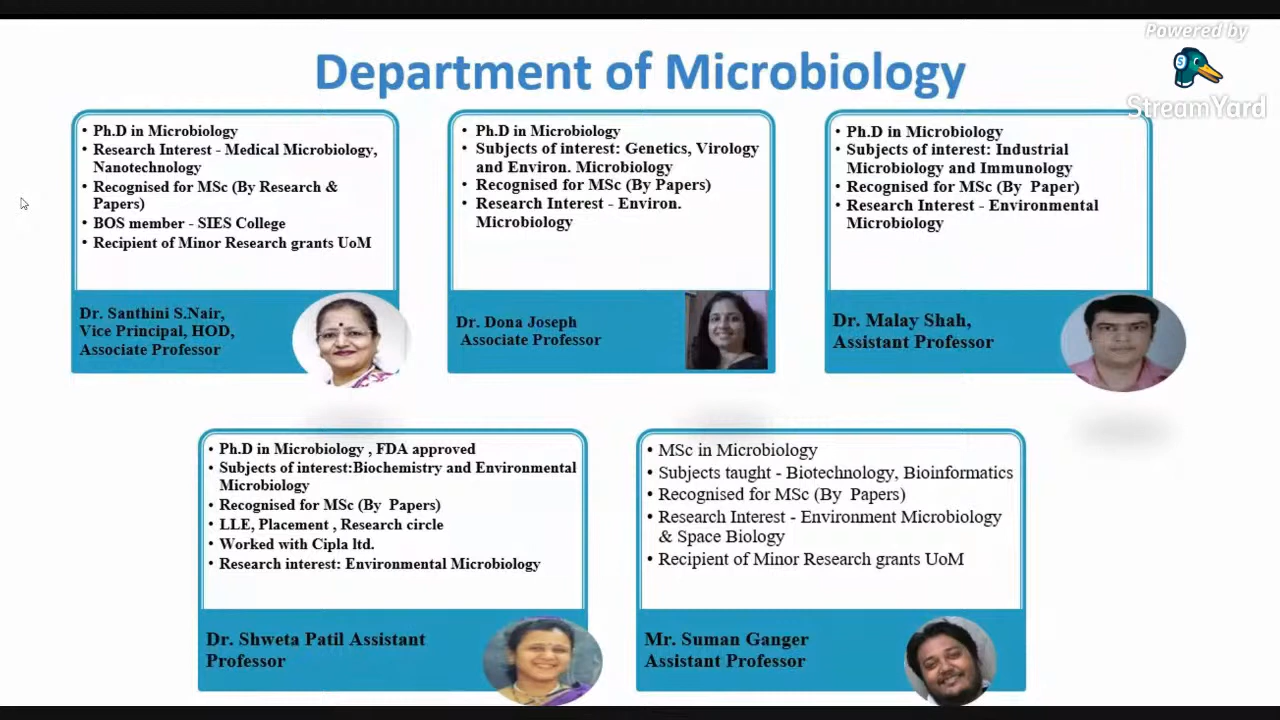 Powered by
StreamYard
Department of Microbiology
• Ph.D in Microbiology
• Research Interest - Medical Microbiology,
Nanotechnology
• Recognised for MSc (By Research &
Papers)
• BOS member - SIES College
• Recipient of Minor Research grants UoM
Dr. Santhini S.Nair,
Vice Principal, HOD,
Associate Professor
• Ph.D in Microbiology
• Subjects of interest: Genetics, Virology
and Environ. Microbiology
• Recognised for MSc (By Papers)
• Research Interest - Environ.
Microbiology
Dr. Dona Joseph
Associate Professor
• Ph.D in Microbiology
• Subjects of interest: Industrial
Microbiology and Immunology
• Recognised for MSc (By Paper)
• Research Interest - Environmental
Microbiology
Dr. Malay Shah,
Assistant Professor
• Ph.D in Microbiology , FDA approved
• Subjects of interest:Biochemistry and Environmental
Microbiology
• Recognised for MSc (By Papers)
• LLE, Placement , Research circle
• Worked with Cipla ltd.
• Research interest: Environmental Microbiology
Dr. Shweta Patil Assistant
Professor
• MSc in Microbiology
• Subjects taught - Biotechnology, Bioinformatics
• Recognised for MSc (By Papers)
• Research Interest - Environment Microbiology
& Space Biology
• Recipient of Minor Research grants UoM
Mr. Suman Ganger
Assistant Professor